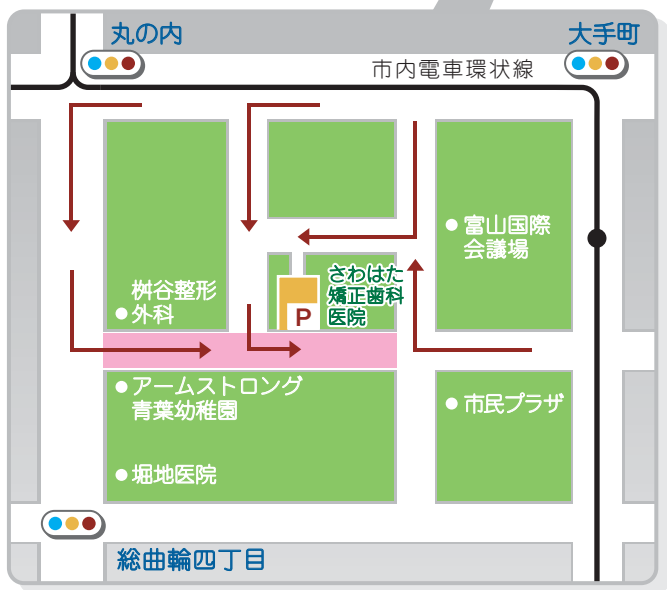 丸の内
大手町
市内電車環状線
富山国際
会議場
さわはた
矯正歯科
医院
桝谷整形
外科
P
アームストロング
青葉幼稚園
市民プラザ
堀地医院
総曲輪四丁目